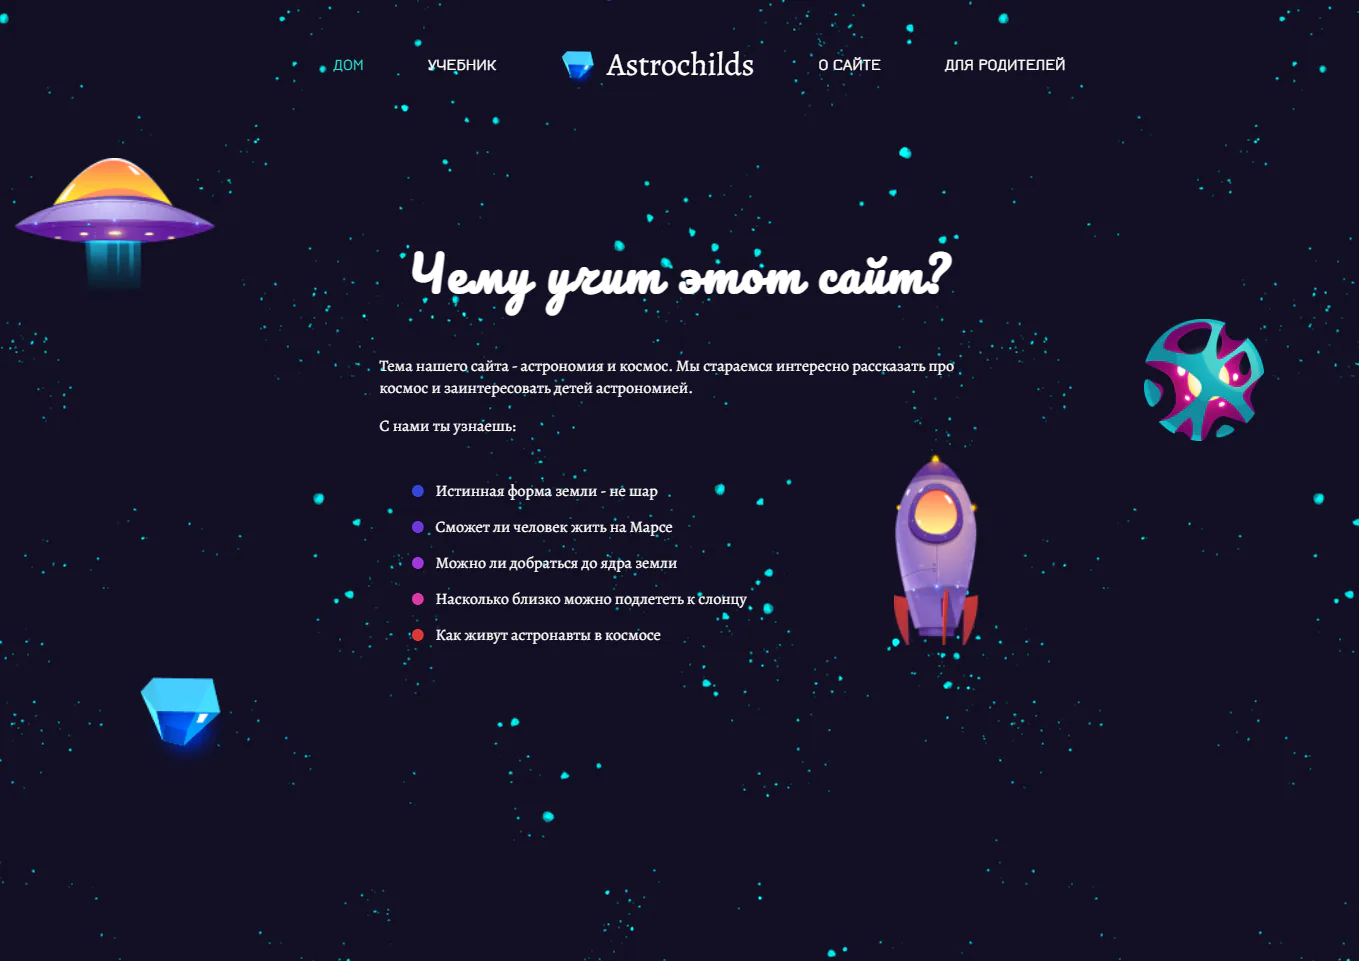 ДОМ УЧЕБНИК Astrochilds О САЙТЕ ДЛЯ РОДИТЕЛЕЙ
Чему учит этот сайт?
Тема нашего сайта - астрономия и космос. Мы стараемся интересно рассказать про
космос и заинтересовать детей астрономией.
С нами ты узнаешь:
Истинная форма земли - не шар
Сможет ли человек жить на Марсе
Можно ли добраться до ядра земли
Насколько близко можно подлететь к слонцу
Как живут астронавты в космосе